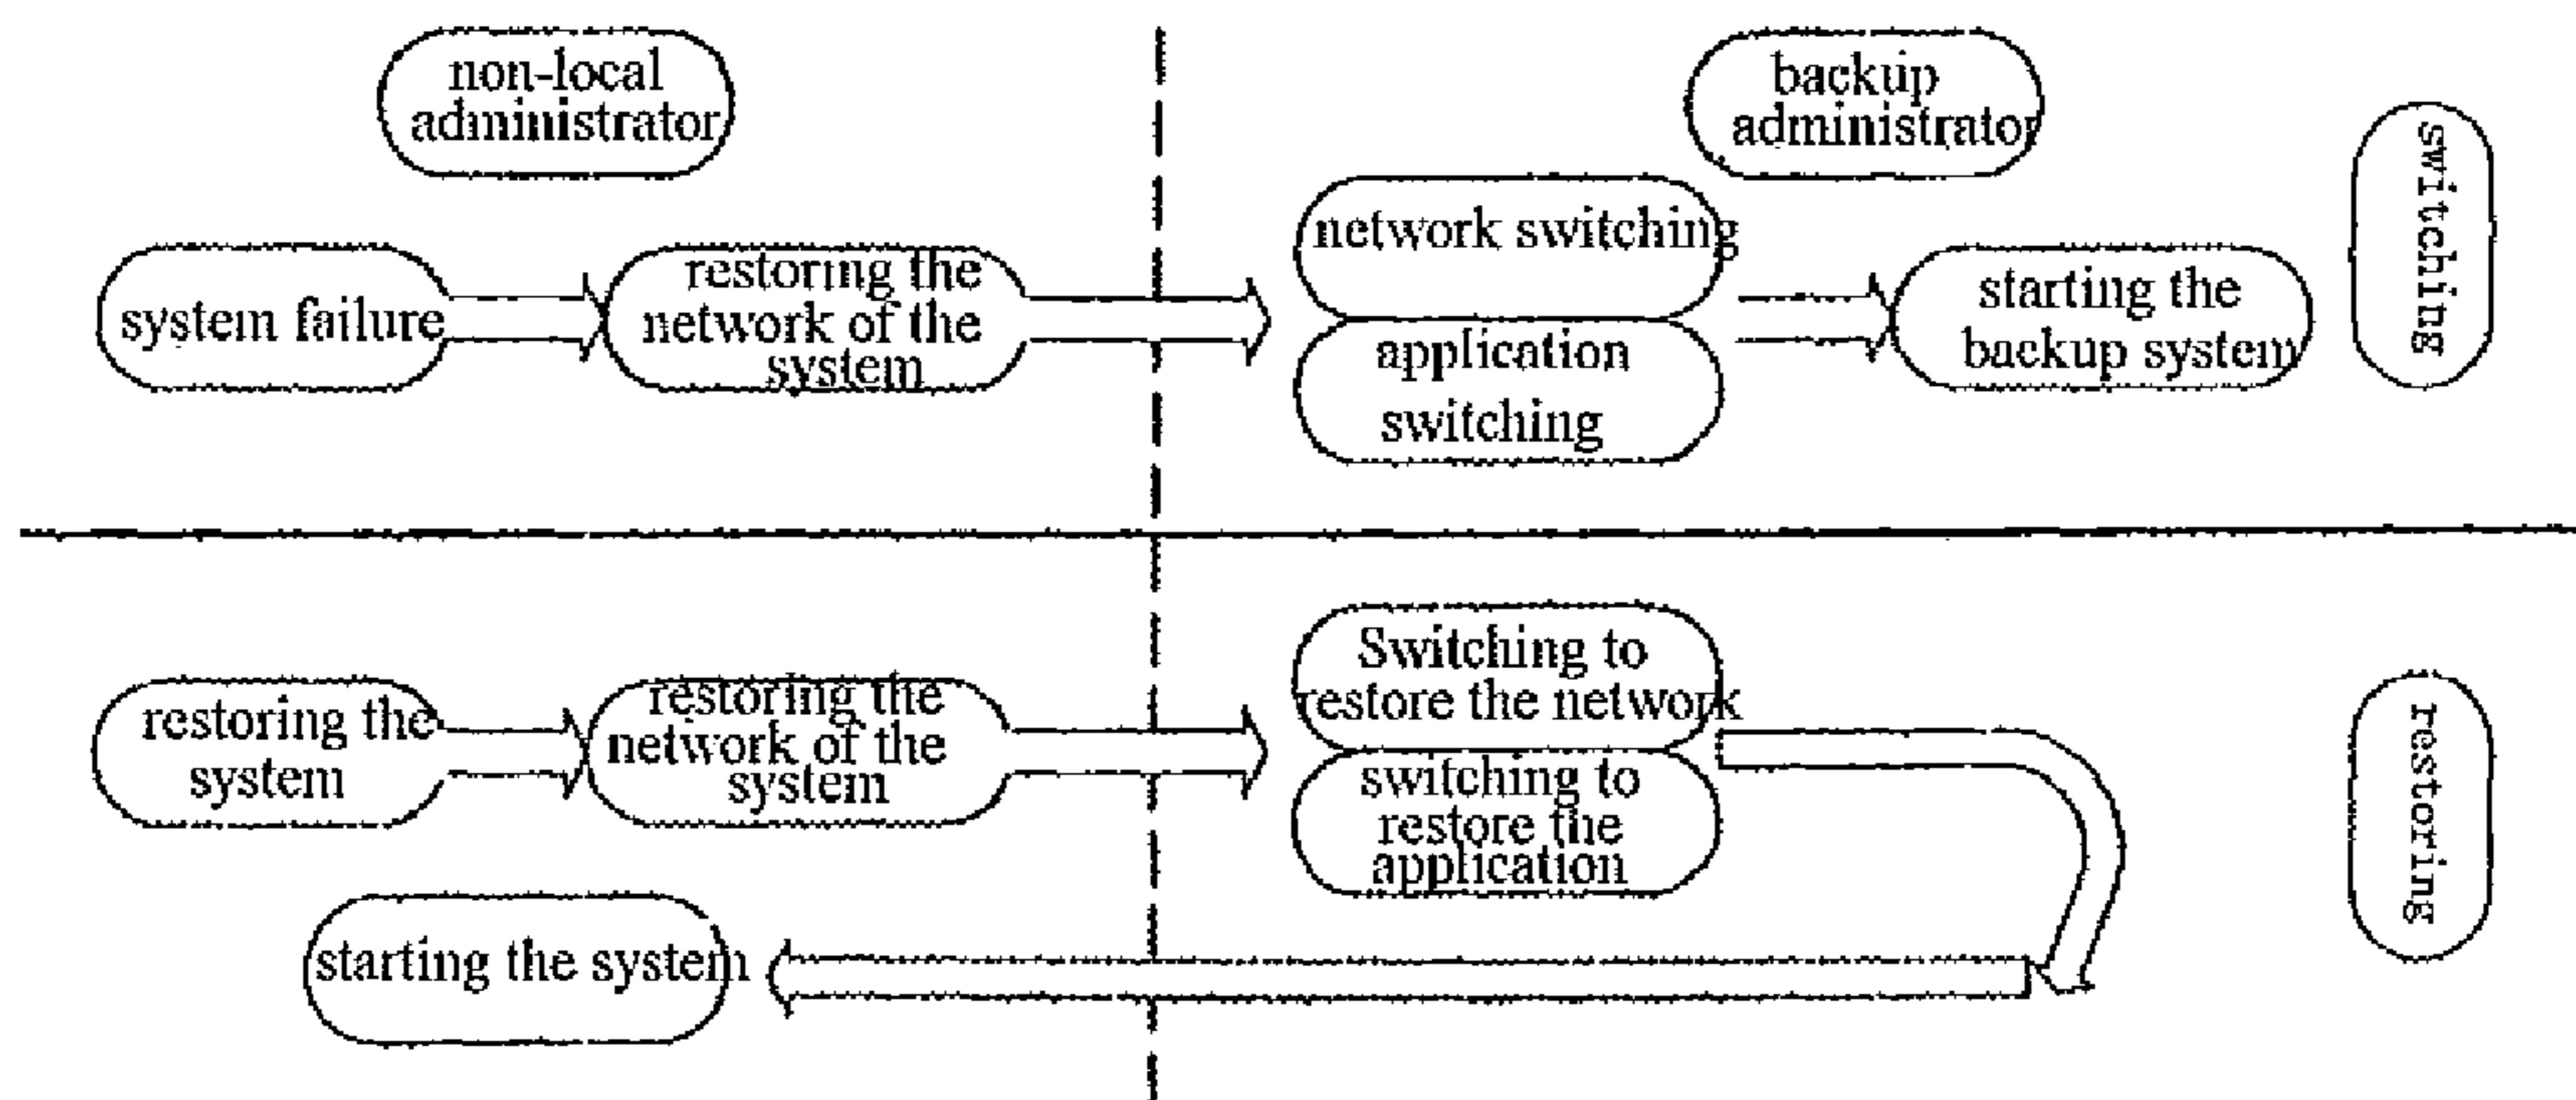 non-local
administrator
backup
administrator
switching
system failure
restoring the
network of the
system
network switching
application
switching
starting the
backup system
restoring the
system
restoring the
network of the
system
Switching to
restore the network
switching to
restore the
application
restoring
starting the system